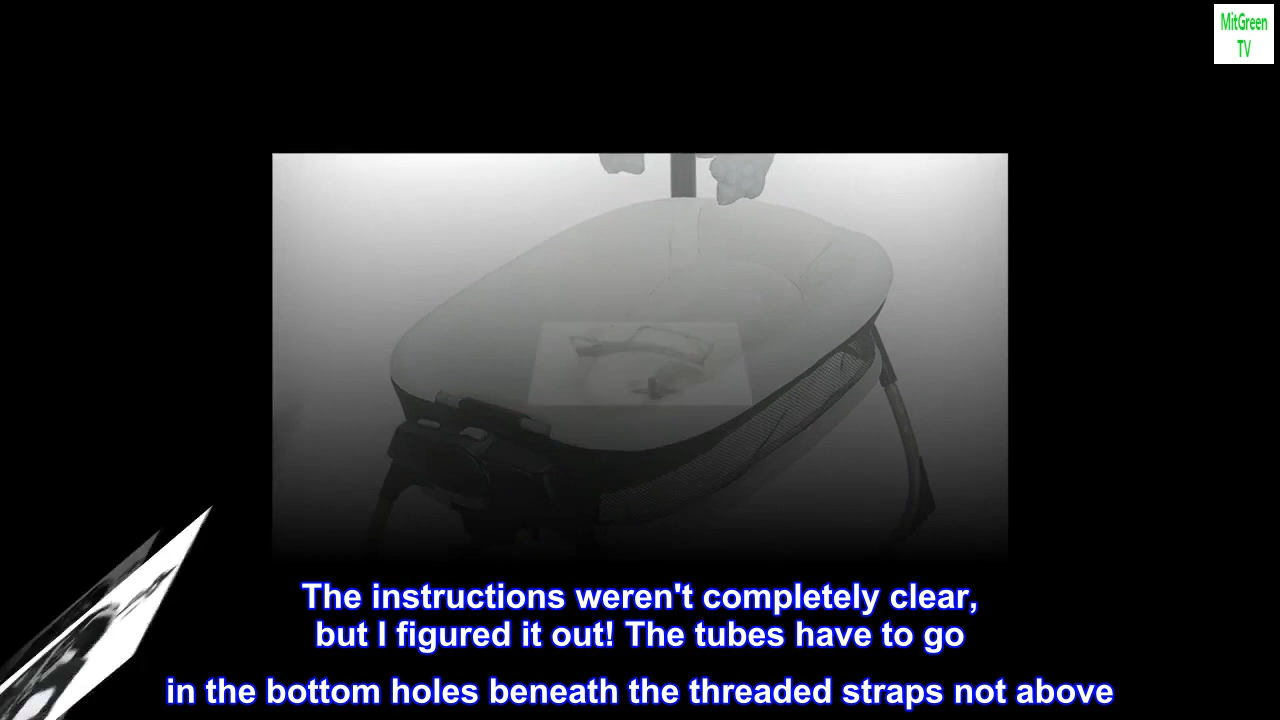 MitGreen
TV
The instructions weren't completely clear,
but I figured it out! The tubes have to go
in the bottom holes beneath the threaded straps not above